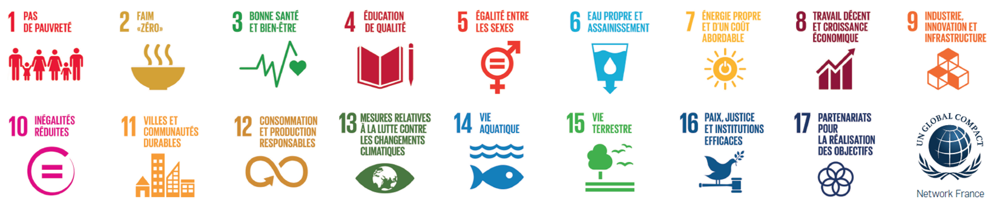 1 PAS
DE PAUVRETÉ
2 FAIM
«ZÉRO»
3 BONNE SANTÉ
ET BIEN-ÊTRE
4 ÉDUCATION
DE QUALITÉ
5 ÉGALITÉ ENTRE
LES SEXES
6 EAU PROPRE ET
ASSAINISSEMENT
7 ÉNERGIE PROPRE
ET D'UN COÛT
ABORDABLE
8 TRAVAIL DÉCENT
ET CROISSANCE
ÉCONOMIQUE
9 INDUSTRIE,
INNOVATION ET
INFRASTRUCTURE
10 INÉGALITÉS
RÉDUITES
11 VILLES ET
COMMUNAUTÉS
DURABLES
12 CONSOMMATION
ET PRODUCTION
RESPONSABLES
13 MESURES RELATIVES
À LA LUTTE CONTRE
LES CHANGEMENTS
CLIMATIQUES
14 VIE
AQUATIQUE
15 VIE
TERRESTRE
16 PAIX, JUSTICE
ET INSTITUTIONS
EFFICACES
17 PARTENARIATS
POUR
LA RÉALISATION
DES OBJECTIFS
UN GLOBAL COMPACT
Network France